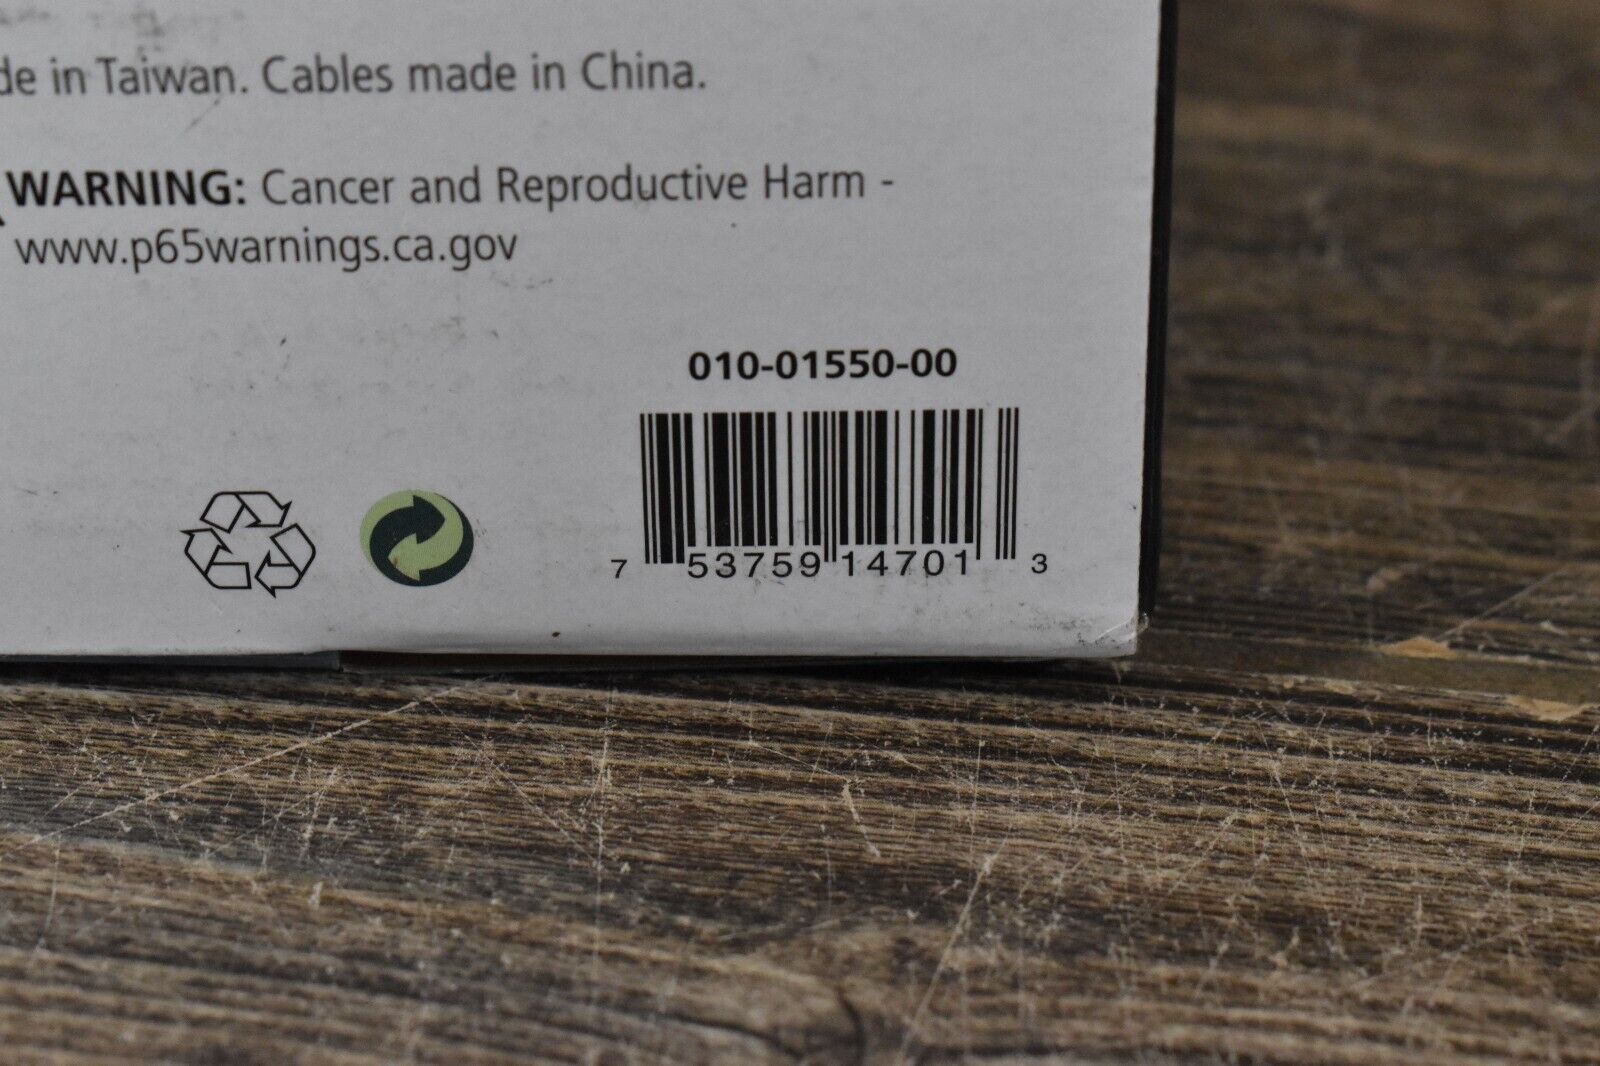 de in Taiwan. Cables made in China.
WARNING: Cancer and Reproductive Harm -
www.p65warnings.ca.gov
010-01550-00
7 53759 14701 3